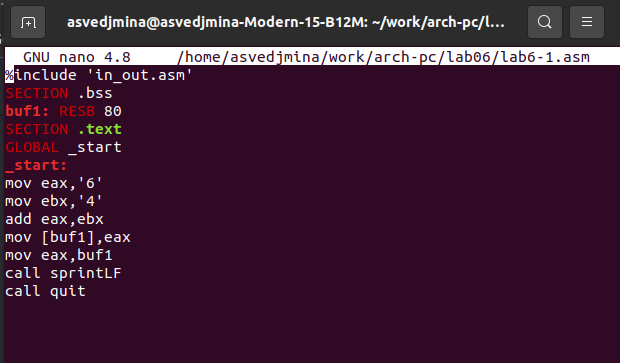 asvedjmina@asvedjmina-Modern-15-B12M: ~/work/arch-pc/l...
GNU nano 4.8 /home/asvedjmina/work/arch-pc/lab06/lab6-1.asm
%include 'in_out.asm'
SECTION .bss
buf1: RESB 80
SECTION .text
GLOBAL _start
_start:
mov eax,'6'
mov ebx,'4'
add eax,ebx
mov [buf1],eax
mov eax,buf1
call sprintLF
call quit